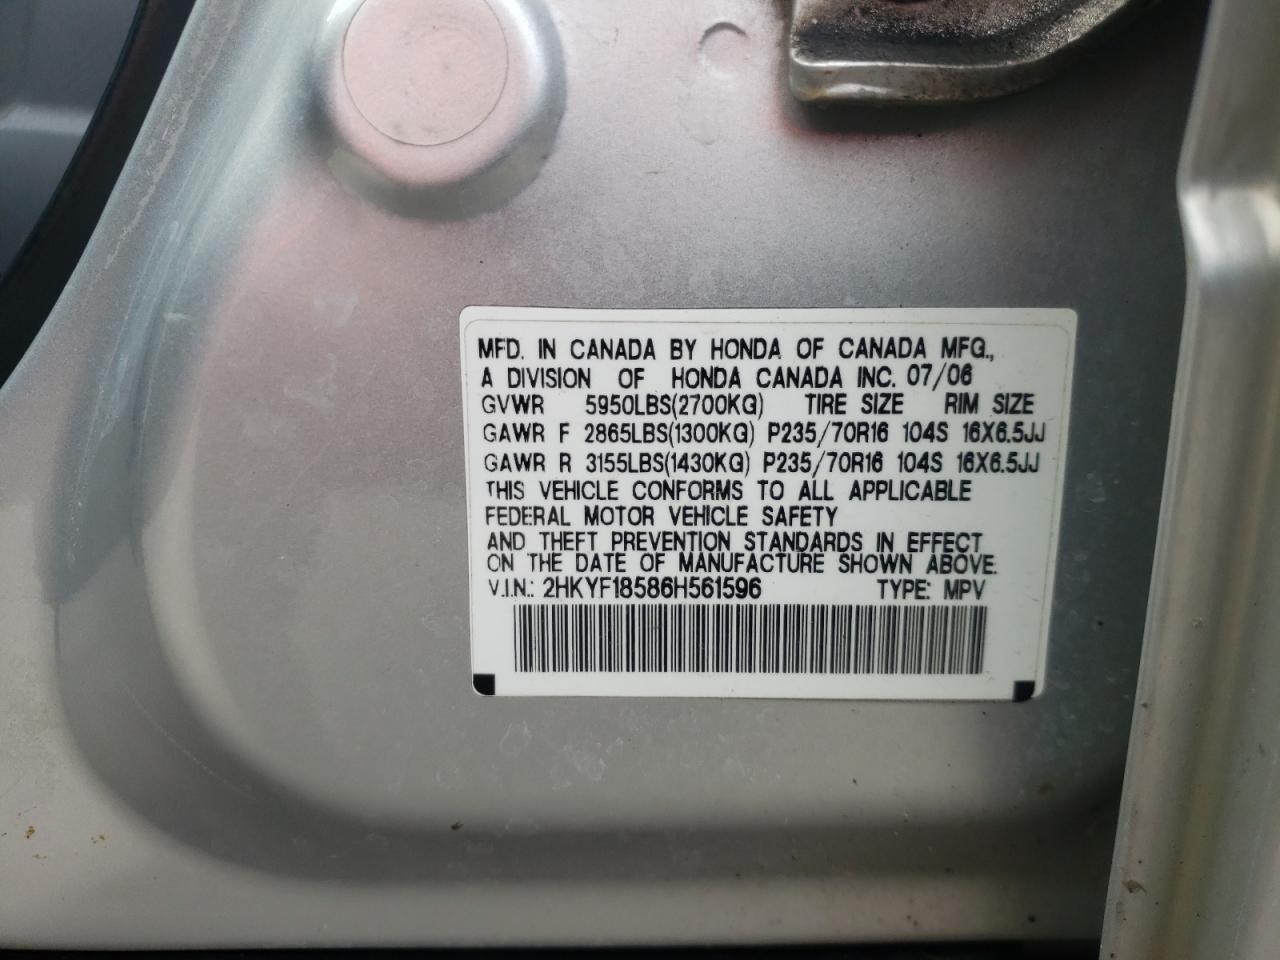 MFD. IN CANADA BY HONDA OF CANADA MFG.,
A DIVISION OF HONDA CANADA INC. 07/06
GVWR 5950LBS(2700KG) TIRE SIZE RIM SIZE
GAWR F 2865LBS(1300KG) P235/70R16 104S 16X6.5JJ
GAWR R 3155LBS(1430KG) P235/70R16 104S 16X6.5JJ
THIS VEHICLE CONFORMS TO ALL APPLICABLE
FEDERAL MOTOR VEHICLE SAFETY
AND THEFT PREVENTION STANDARDS IN EFFECT
ON THE DATE OF MANUFACTURE SHOWN ABOVE.
V.I.N.: 2HKYF18586H561596 TYPE: MPV